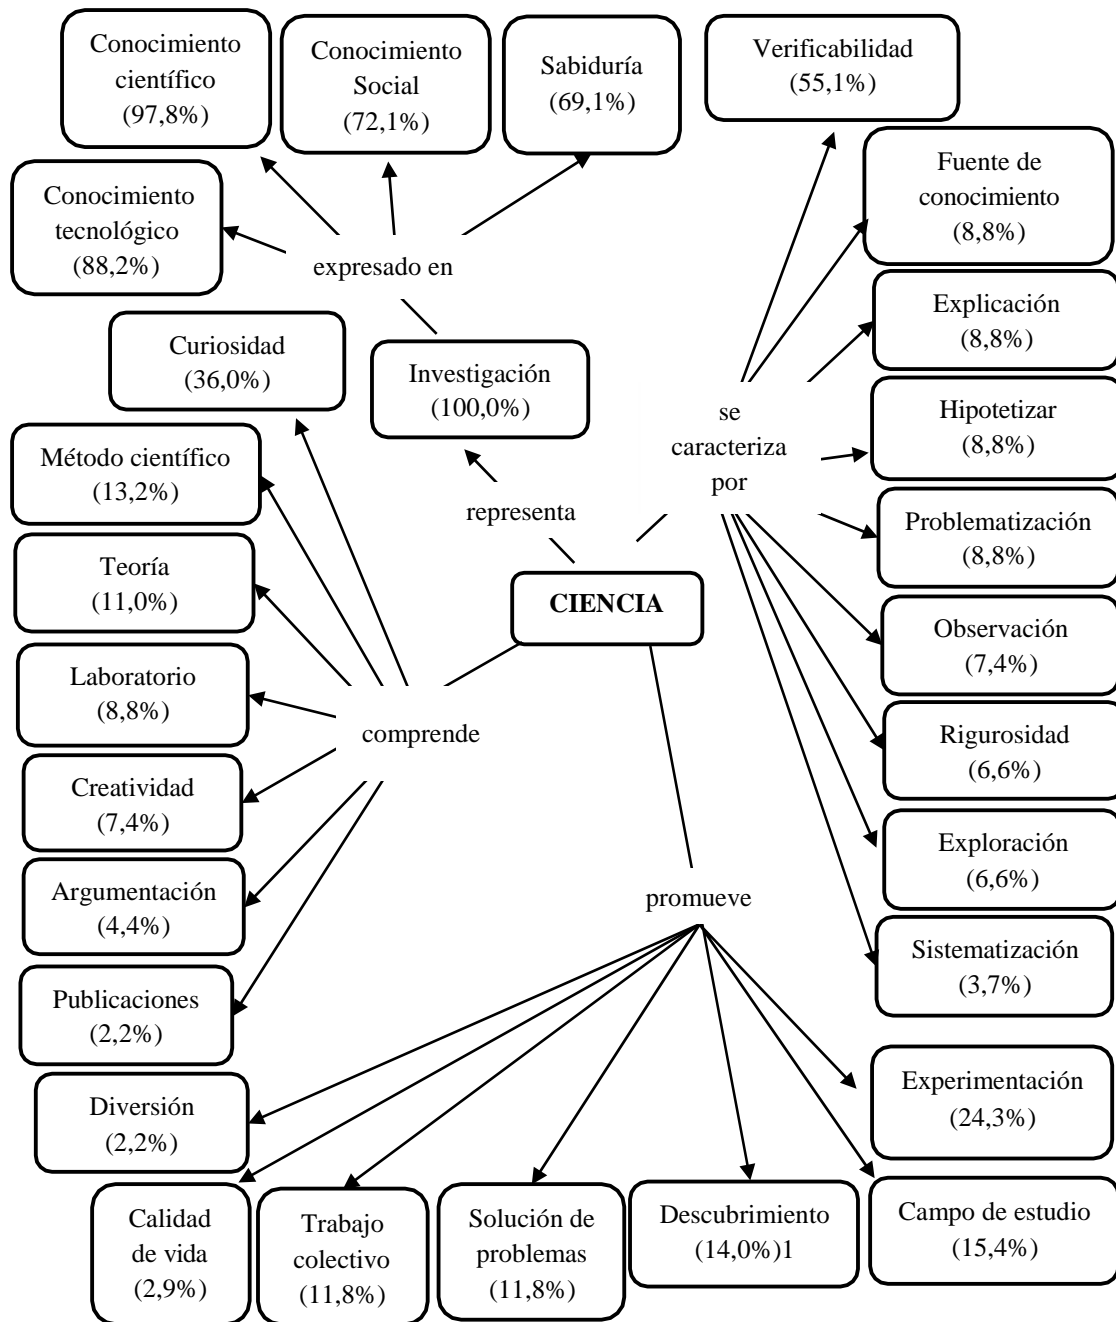 Conocimiento
científico
(97,8%)
Conocimiento
Social
(72,1%)
Sabiduría
(69,1%)
Verificabilidad
(55,1%)
Conocimiento
tecnológico
(88,2%)
expresado en
Fuente de
conocimiento
(8,8%)
Explicación
(8,8%)
Curiosidad
(36,0%)
Investigación
(100,0%)
se
caracteriza
por
Hipotetizar
(8,8%)
Método científico
(13,2%)
representa
Problematización
(8,8%)
Teoría
(11,0%)
CIENCIA
Observación
(7,4%)
Laboratorio
(8,8%)
comprende
Rigurosidad
(6,6%)
Creatividad
(7,4%)
Exploración
(6,6%)
Argumentación
(4,4%)
promueve
Sistematización
(3,7%)
Publicaciones
(2,2%)
Diversión
(2,2%)
Experimentación
(24,3%)
Calidad
de vida
(2,9%)
Trabajo
colectivo
(11,8%)
Solución de
problemas
(11,8%)
Descubrimiento
(14,0%)1
Campo de estudio
(15,4%)